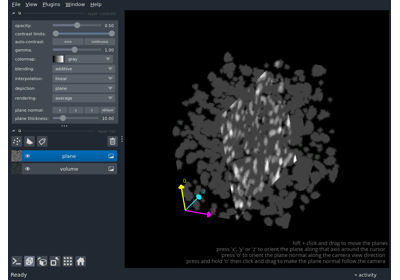 File View Plugins Window Help
opacity: 0.50
contrast limits:
auto-contrast: once continuous
gamma: 1.00
colormap: gray
blending: additive
interpolation: linear
depiction: plane
rendering: average
plane normal: x y z oblique
plane thickness: 10.00
plane
volume
shift + click and drag to move the planes
press 'x', 'y' or 'z' to orient the plane along that axis around the cursor
press 'o' to orient the plane normal along the camera view direction
press and hold 'o' then click and drag to make the plane normal follow the camera
Ready
activity